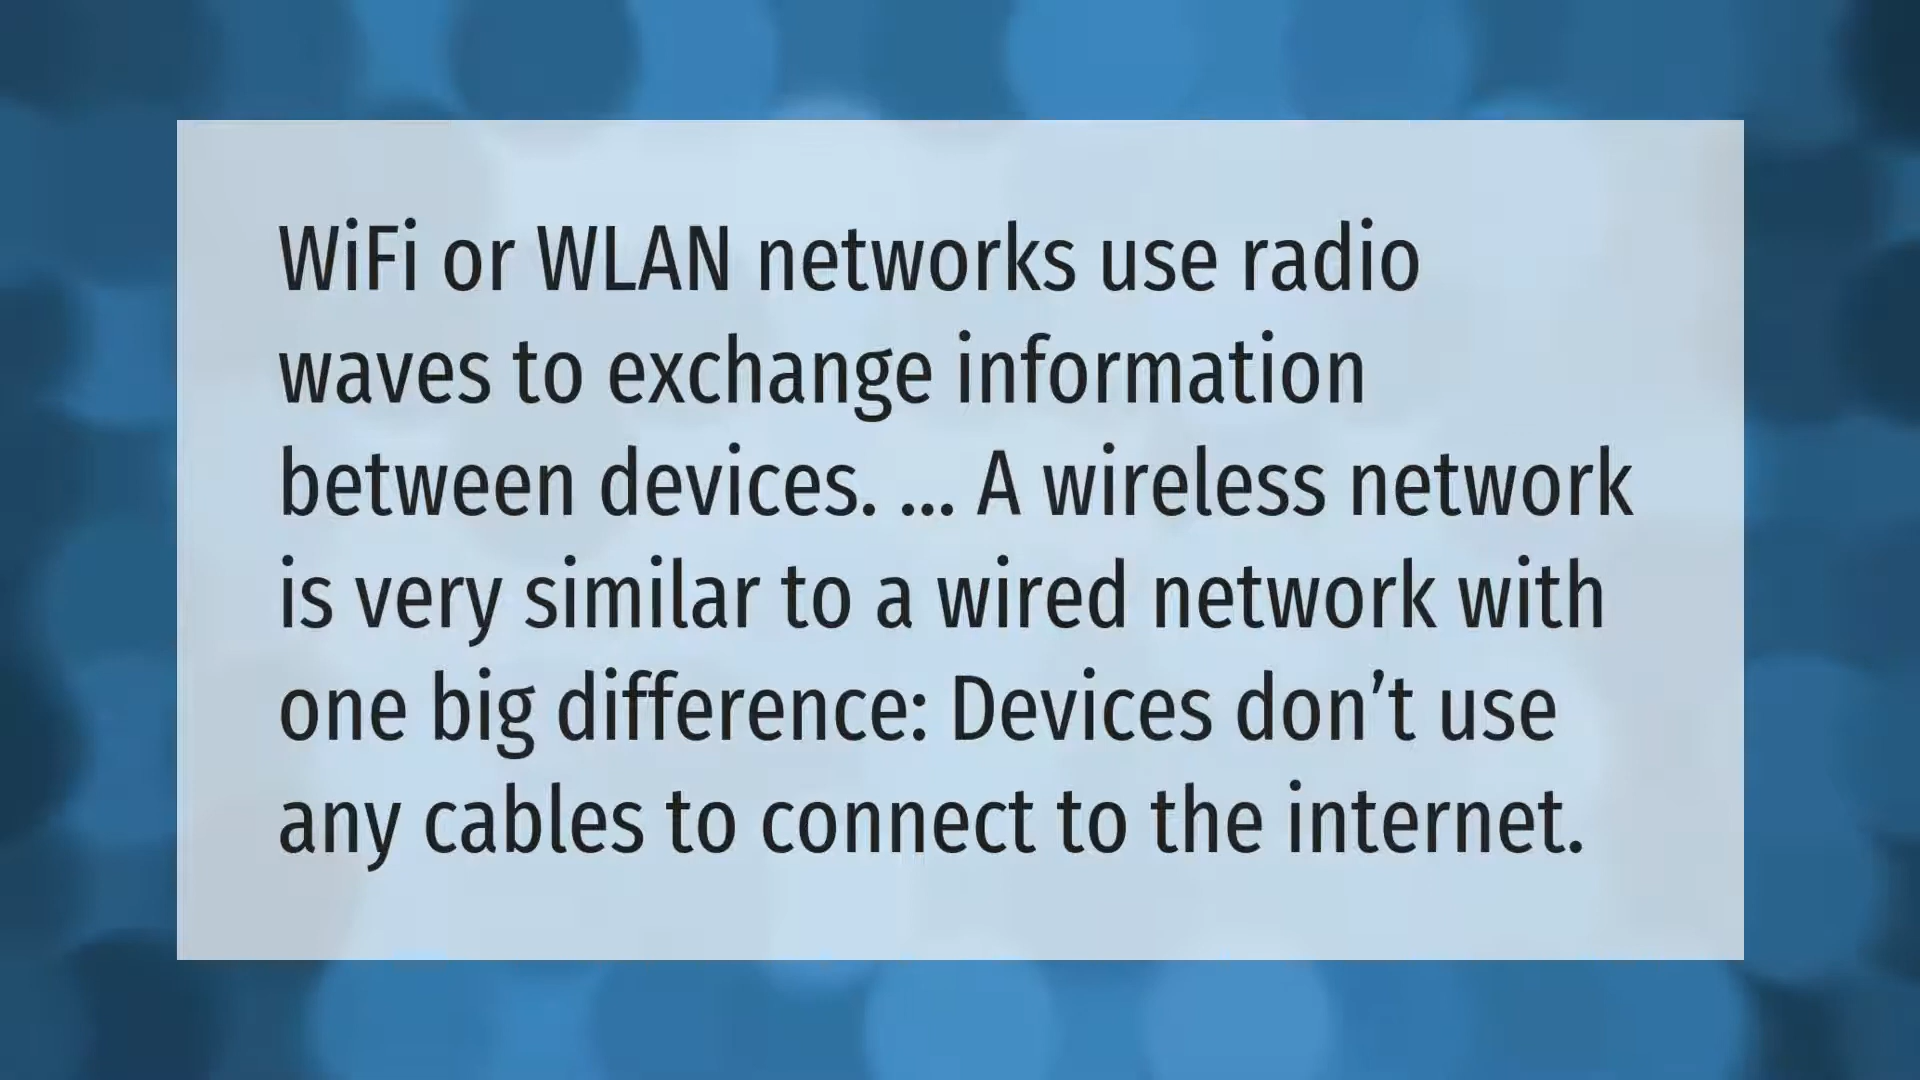 WiFi or WLAN networks use radio
waves to exchange information
between devices. ... A wireless network
is very similar to a wired network with
one big difference: Devices don’t use
any cables to connect to the internet.